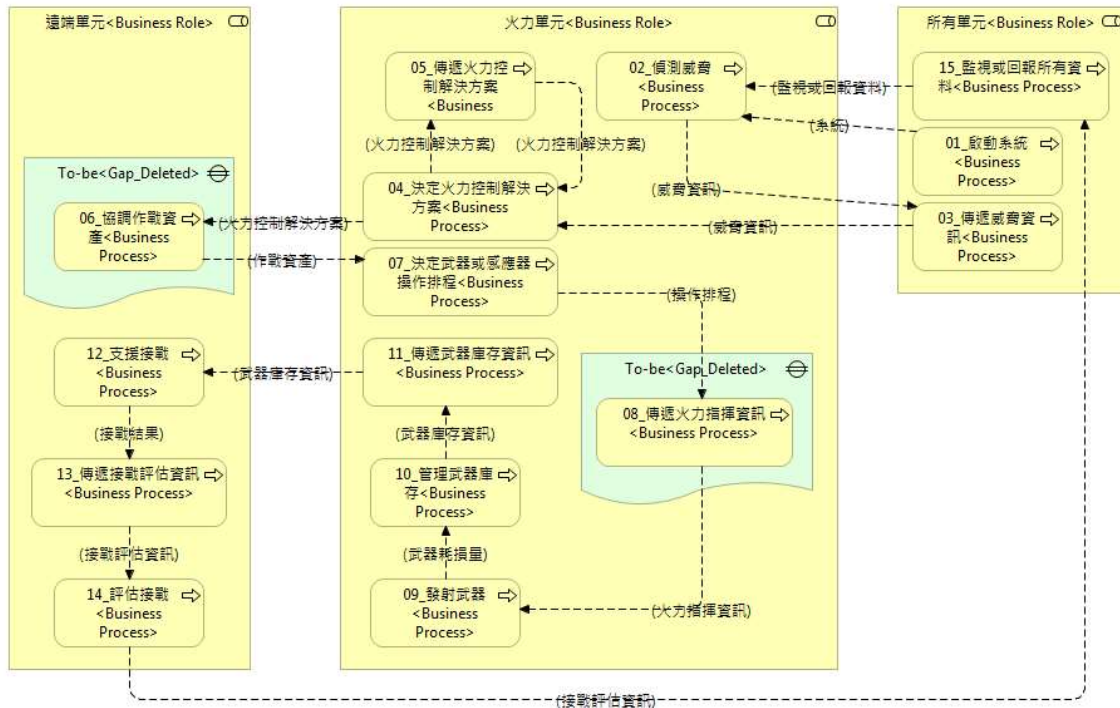 遠端單元<Business Role>
火力單元<Business Role>
所有單元<Business Role>
05_傳遞火力控
制解決方案
<Business
02_偵測威脅
<Business
Process>
15_監視或回報所有資
料<Business Process>
(監視或回報資料)
(系統)
01_啟動系統
<Business
Process>
(火力控制解決方案)
(火力控制解決方案)
To-be<Gap_Deleted>
04_決定火力控制解決
方案<Business
Process>
(威脅資訊)
03_傳遞威脅資
訊<Business
Process>
(威脅資訊)
06_協調作戰資
產<Business
Process>
(火力控制解決方案)
(作戰資產)
07_決定武器或感應器
操作排程<Business
Process>
(操作排程)
12_支援接戰
<Business
Process>
(武器庫存資訊)
11_傳遞武器庫存資訊
<Business Process>
To-be<Gap_Deleted>
08_傳遞火力指揮資訊
<Business Process>
(接戰結果)
(武器庫存資訊)
13_傳遞接戰評估資訊
<Business Process>
10_管理武器庫
存<Business
Process>
(接戰評估資訊)
(武器耗損量)
14_評估接戰
<Business
Process>
09_發射武器
<Business
Process>
(火力指揮資訊)
(接戰評估資訊)